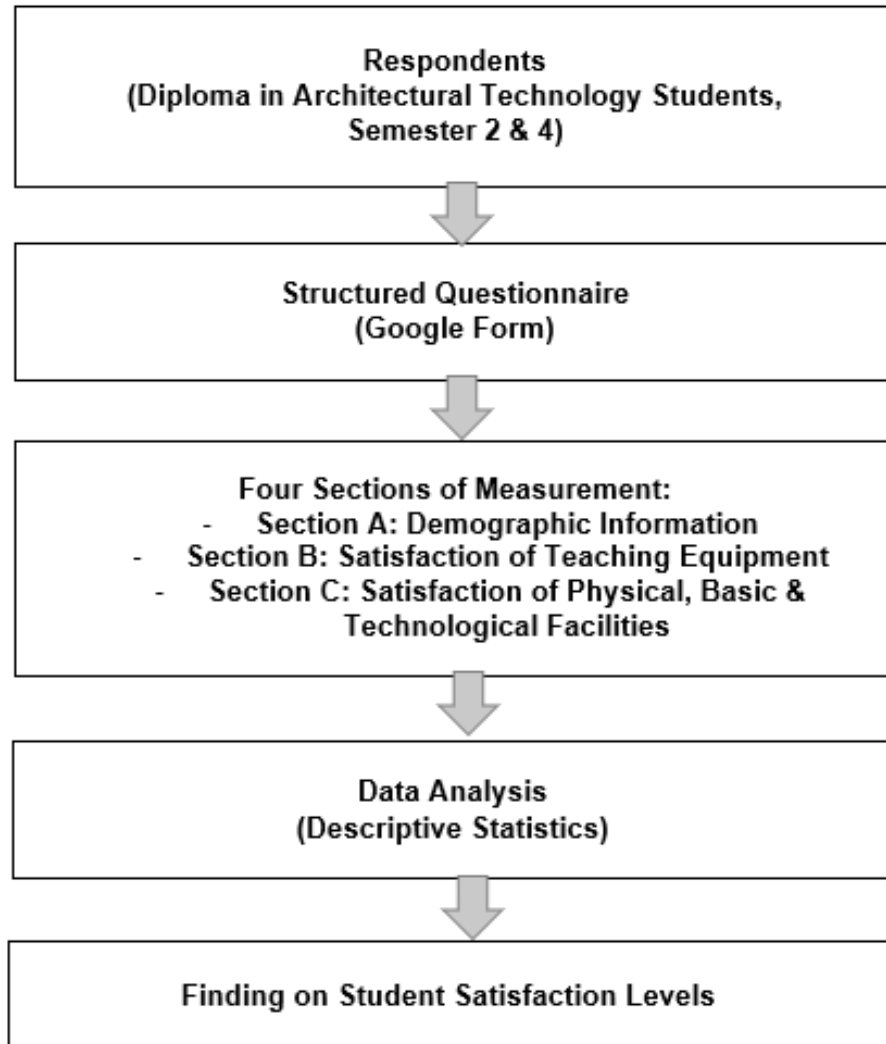 Respondents
(Diploma in Architectural Technology Students,
Semester 2 & 4)
Structured Questionnaire
(Google Form)
Four Sections of Measurement:
- Section A: Demographic Information
- Section B: Satisfaction of Teaching Equipment
- Section C: Satisfaction of Physical, Basic &
Technological Facilities
Data Analysis
(Descriptive Statistics)
Finding on Student Satisfaction Levels